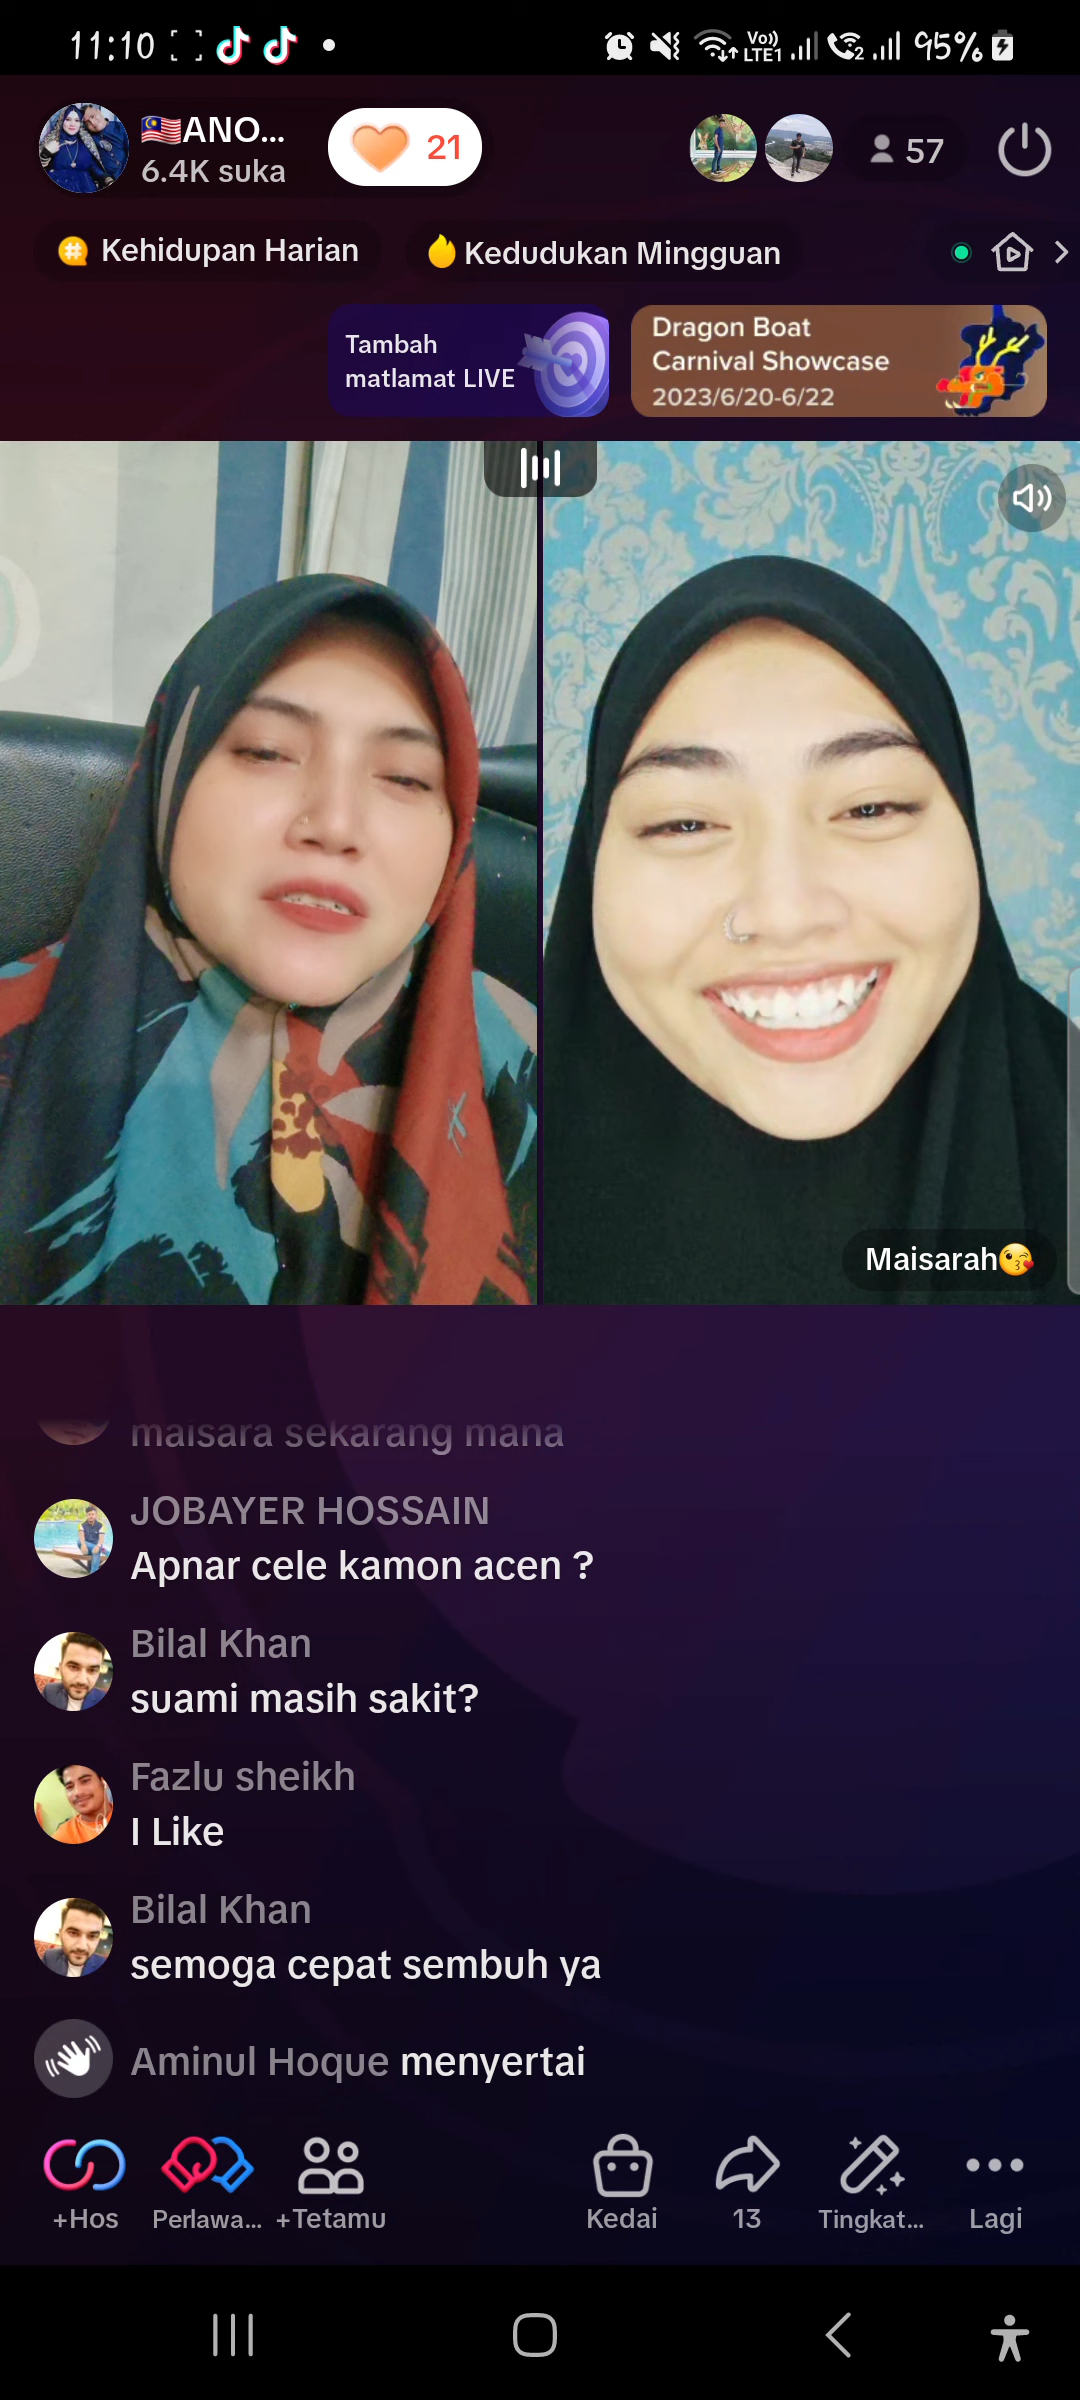 11:10
Vo))
LTE1
2
95%
🇲🇾ANO...
6.4K suka
21
57
Kehidupan Harian
Kedudukan Mingguan
Tambah
matlamat LIVE
Dragon Boat
Carnival Showcase
2023/6/20-6/22
Maisarah😘
maisara sekarang mana
JOBAYER HOSSAIN
Apnar cele kamon acen ?
Bilal Khan
suami masih sakit?
Fazlu sheikh
I Like
Bilal Khan
semoga cepat sembuh ya
Aminul Hoque menyertai
+Hos
Perlawa...
+Tetamu
Kedai
13
Tingkat...
Lagi